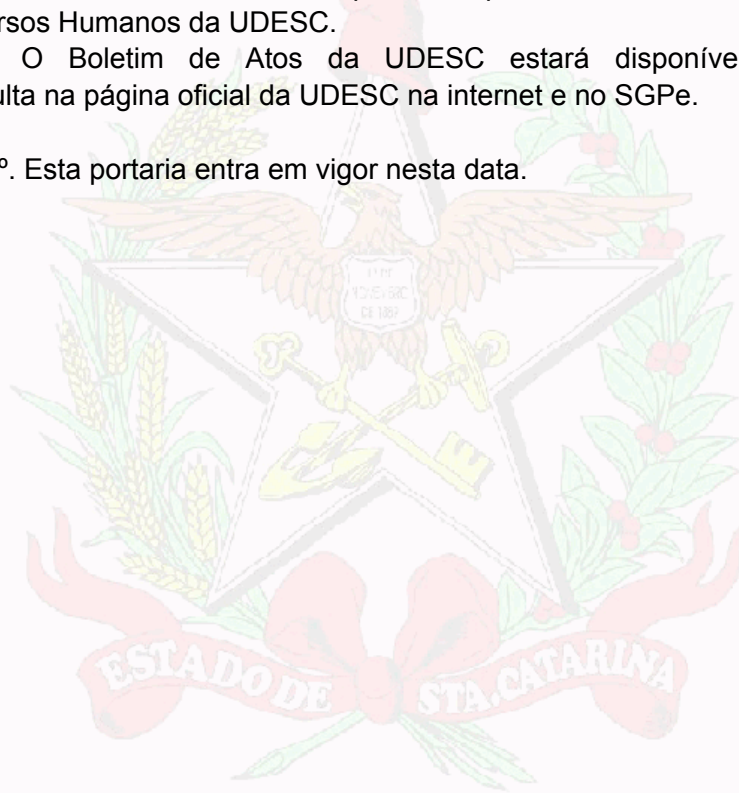 ursos Humanos da UDESC.
O Boletim de Atos da UDESC estará disponíve
ulta na página oficial da UDESC na internet e no SGPe.
º. Esta portaria entra em vigor nesta data.
ESTADO DE STA. CATARINA